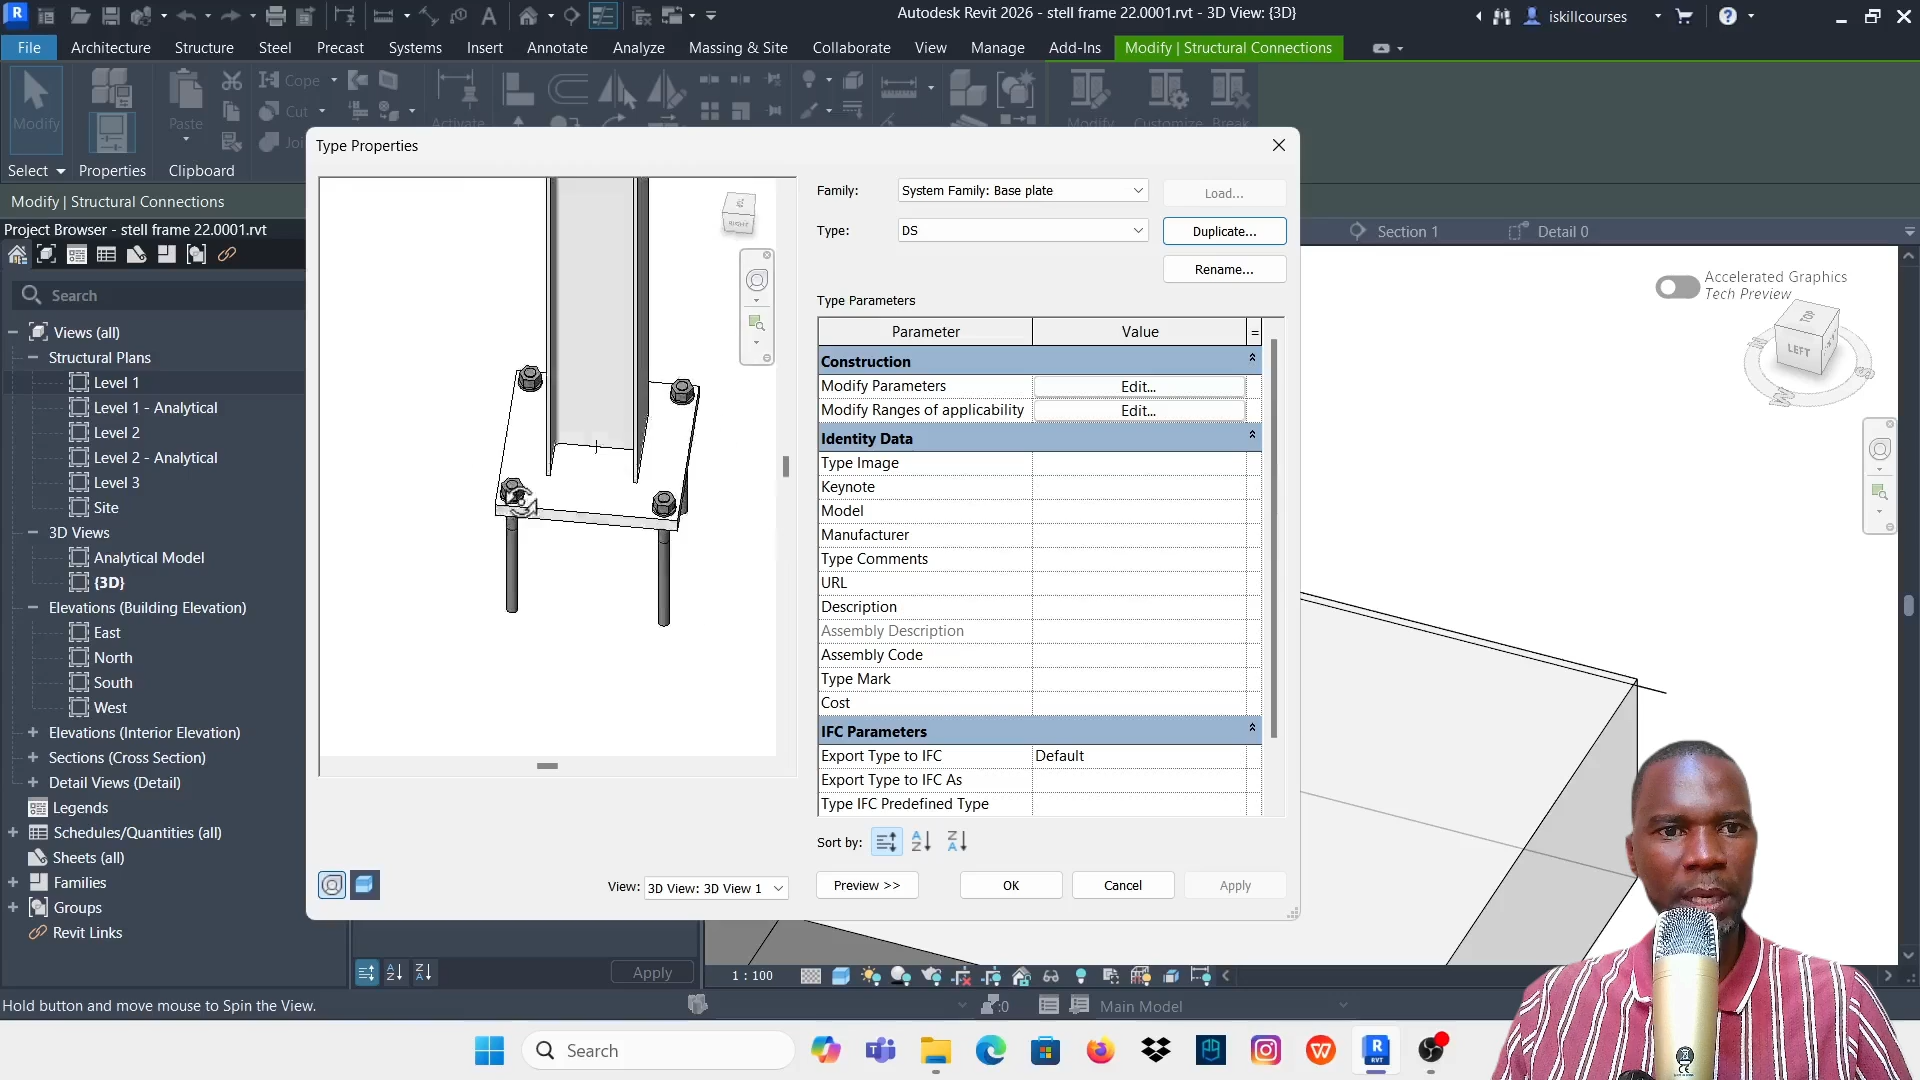 Autodesk Revit 2026 - stell frame 22.0001.rvt - 3D View: {3D}
iskillcourses
File
Architecture
Structure
Steel
Precast
Systems
Insert
Annotate
Analyze
Massing & Site
Collaborate
View
Manage
Add-Ins
Modify | Structural Connections
Modify
Paste
Cope
Cut
Join
Activate
Modify
Customize
Break
Select
Properties
Clipboard
Modify | Structural Connections
Project Browser - stell frame 22.0001.rvt
Search
Views (all)
Structural Plans
Level 1
Level 1 - Analytical
Level 2
Level 2 - Analytical
Level 3
Site
3D Views
Analytical Model
{3D}
Elevations (Building Elevation)
East
North
South
West
Elevations (Interior Elevation)
Sections (Cross Section)
Detail Views (Detail)
Legends
Schedules/Quantities (all)
Sheets (all)
Families
Groups
Revit Links
Type Properties
RIGHT
Family:
System Family: Base plate
Load...
Type:
DS
Duplicate...
Rename...
Type Parameters
Parameter
Value
=
Construction
Modify Parameters
Edit...
Modify Ranges of applicability
Edit...
Identity Data
Type Image
Keynote
Model
Manufacturer
Type Comments
URL
Description
Assembly Description
Assembly Code
Type Mark
Cost
IFC Parameters
Export Type to IFC
Default
Export Type to IFC As
Type IFC Predefined Type
Sort by:
View:
3D View: 3D View 1
Preview >>
OK
Cancel
Apply
Section 1
Detail 0
Accelerated Graphics
Tech Preview
TOP
LEFT
Apply
1 : 100
Hold button and move mouse to Spin the View.
:0
Main Model
Search